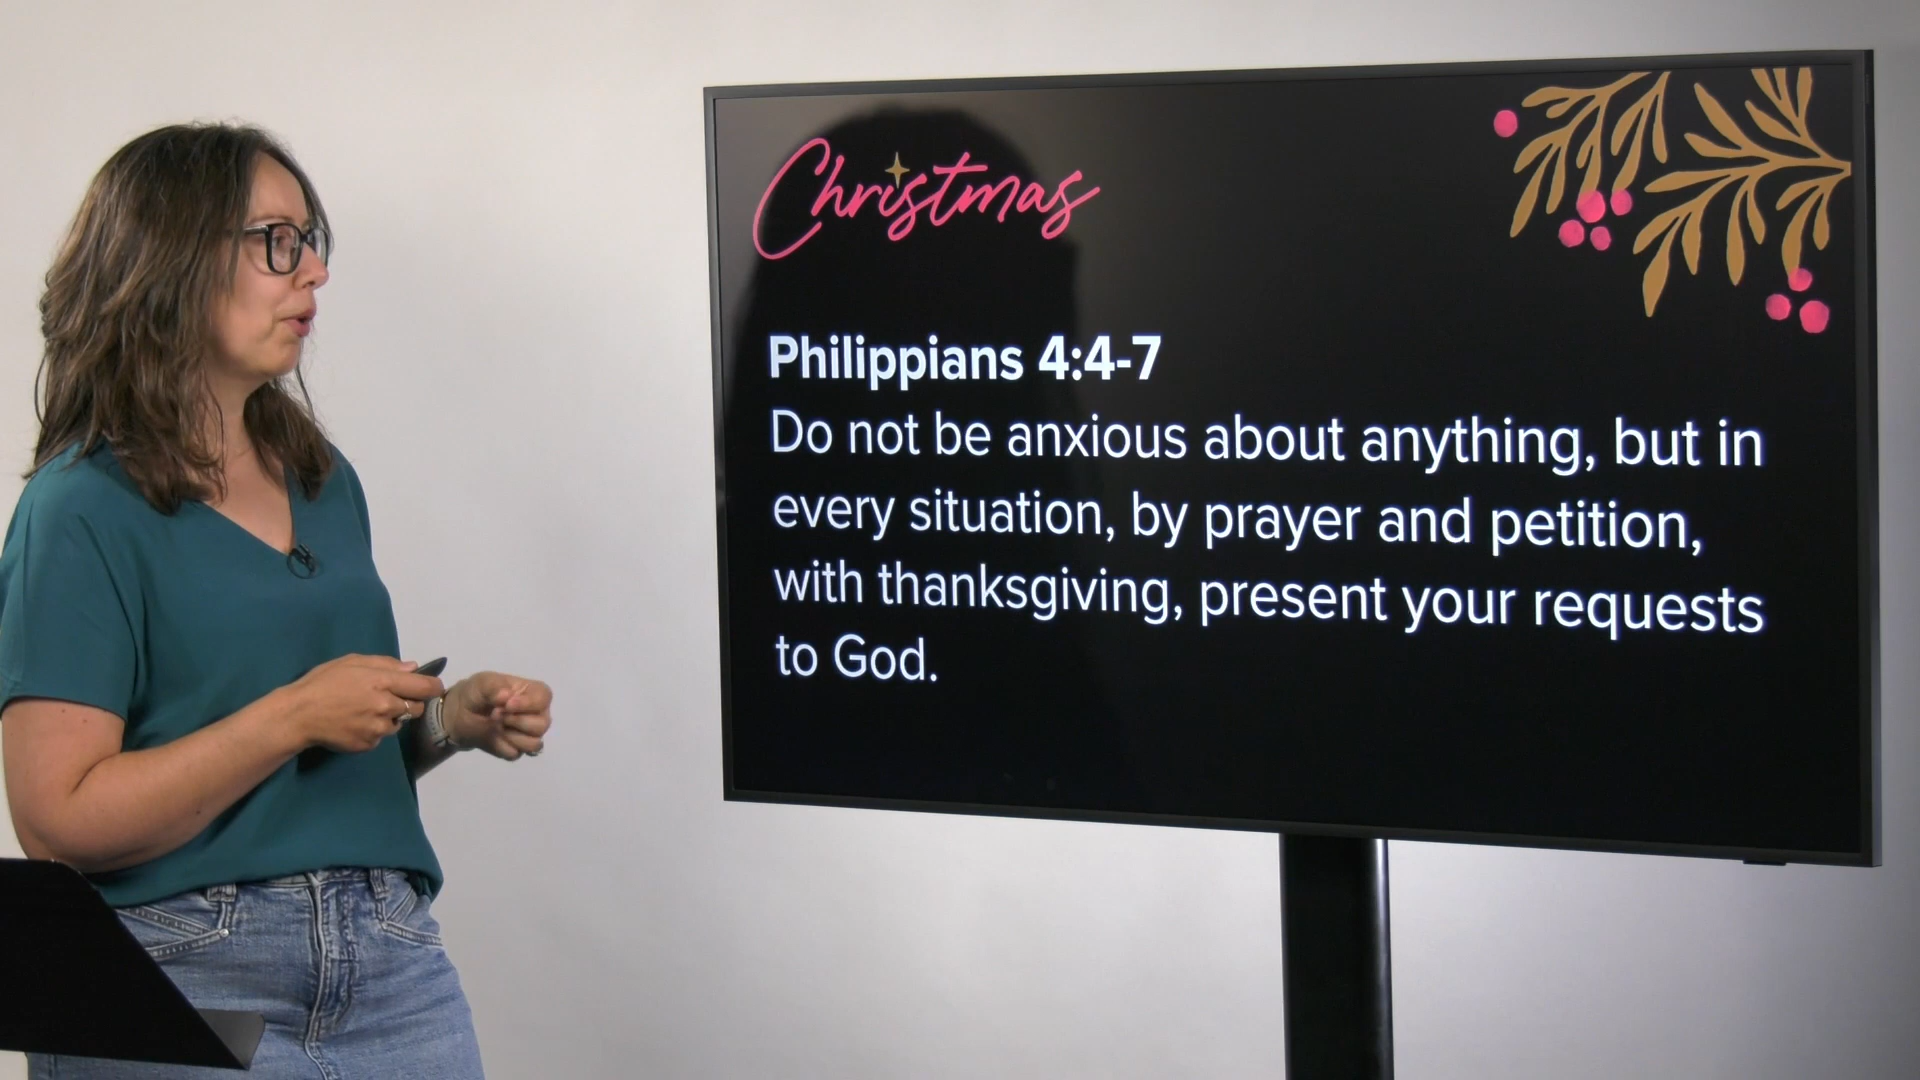 Christmas
Philippians 4:4-7
Do not be anxious about anything, but in
every situation, by prayer and petition,
with thanksgiving, present your requests
to God.